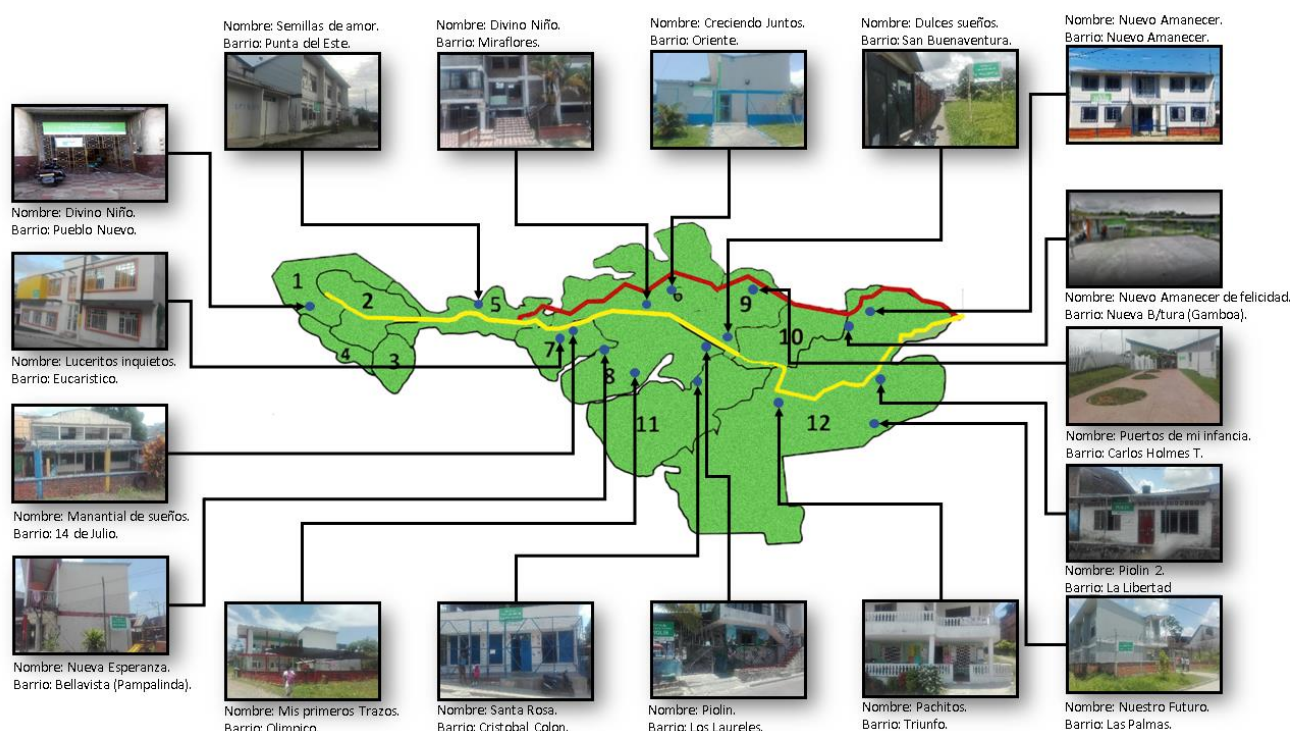 Nombre: Semillas de amor.
Barrio: Punta del Este.
Nombre: Divino Niño.
Barrio: Miraflores.
Nombre: Creciendo Juntos.
Barrio: Oriente.
Nombre: Dulces sueños.
Barrio: San Buenaventura.
Nombre: Nuevo Amanecer.
Barrio: Nuevo Amanecer.
Nombre: Divino Niño.
Barrio: Pueblo Nuevo.
Nombre: Nuevo Amanecer de felicidad.
Barrio: Nueva B/tura (Gamboa).
1
2
3
4
5
6
7
8
9
10
11
12
Nombre: Luceritos inquietos.
Barrio: Eucaristico.
Nombre: Puertos de mi infancia.
Barrio: Carlos Holmes T.
Nombre: Manantial de sueños.
Barrio: 14 de Julio.
Nombre: Piolin 2.
Barrio: La Libertad
Nombre: Nueva Esperanza.
Barrio: Bellavista (Pampalinda).
Nombre: Mis primeros Trazos.
Barrio: Olimpico.
Nombre: Santa Rosa.
Barrio: Cristobal Colon.
Nombre: Piolin.
Barrio: Los Laureles.
Nombre: Pachitos.
Barrio: Triunfo.
Nombre: Nuestro Futuro.
Barrio: Las Palmas.